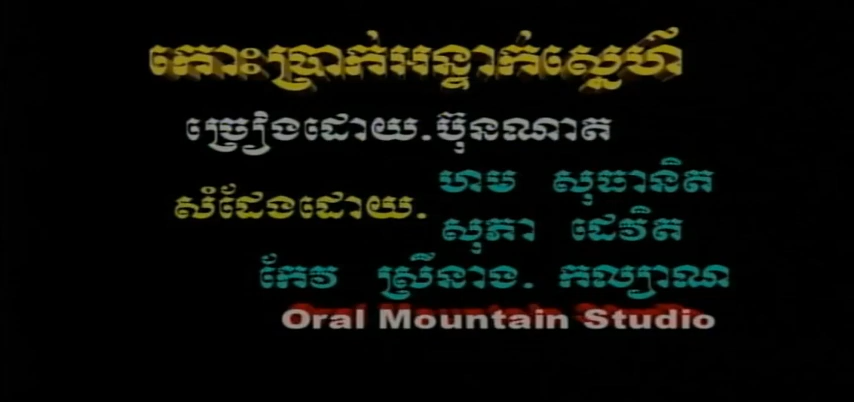 កោះប្រាក់អន្ទាក់ស្នេហ៍
ច្រៀងដោយ.ប៊ុនណាត
សំដែងដោយ.
ហម សុធានិត
សុភា ដេវិត
កែវ ស្រីនាង. កល្យាណ
Oral Mountain Studio